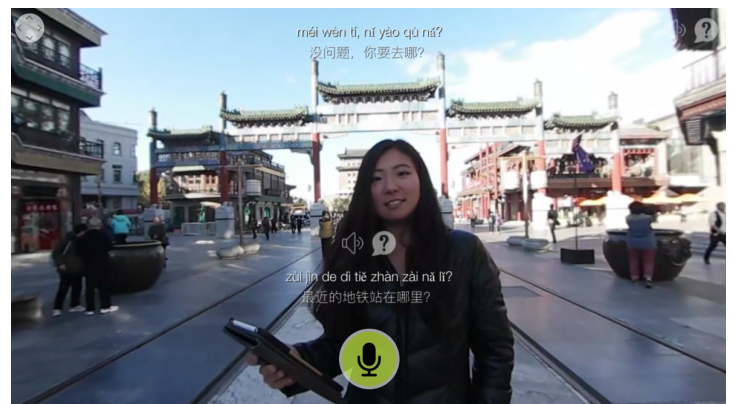 méi wèn tí, nǐ yào qù nǎ?
没问题，你要去哪?
?
?
zùi jìn de dì tiě zhàn zài nǎ lǐ?
最近的地铁站在哪里?